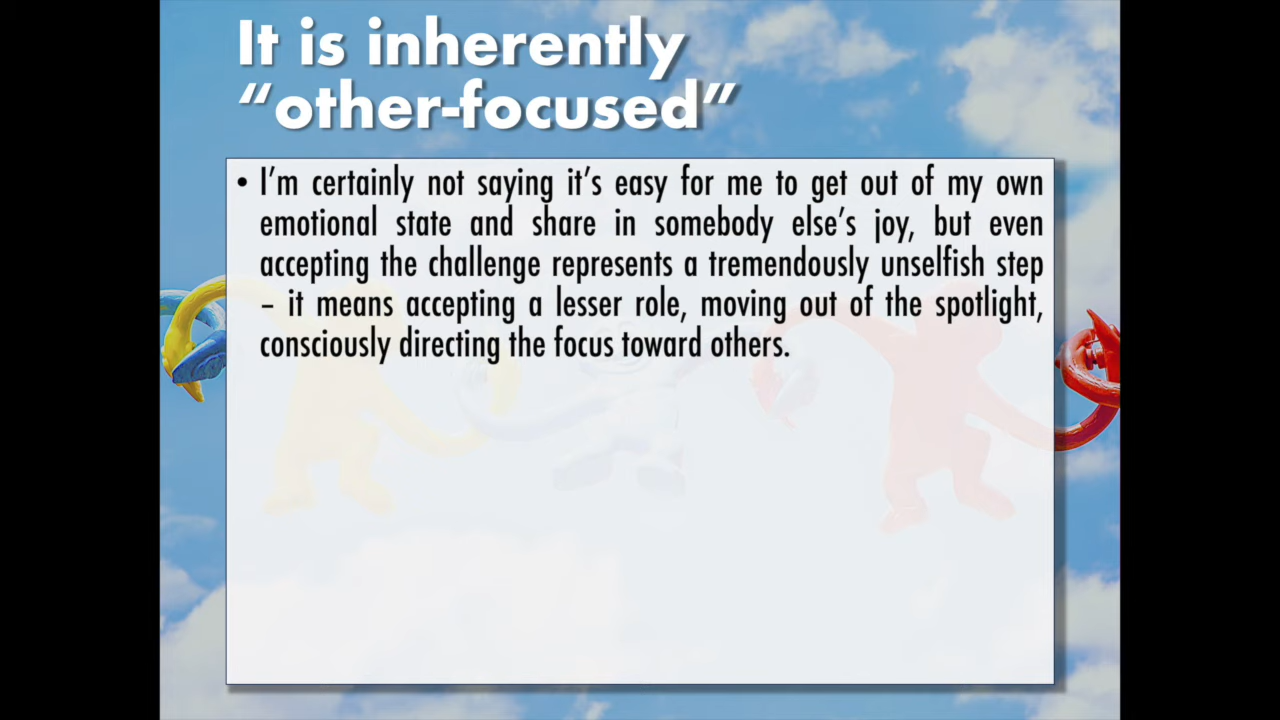 It is inherently
“other-focused”
• I’m certainly not saying it’s easy for me to get out of my own
emotional state and share in somebody else’s joy, but even
accepting the challenge represents a tremendously unselfish step
– it means accepting a lesser role, moving out of the spotlight,
consciously directing the focus toward others.